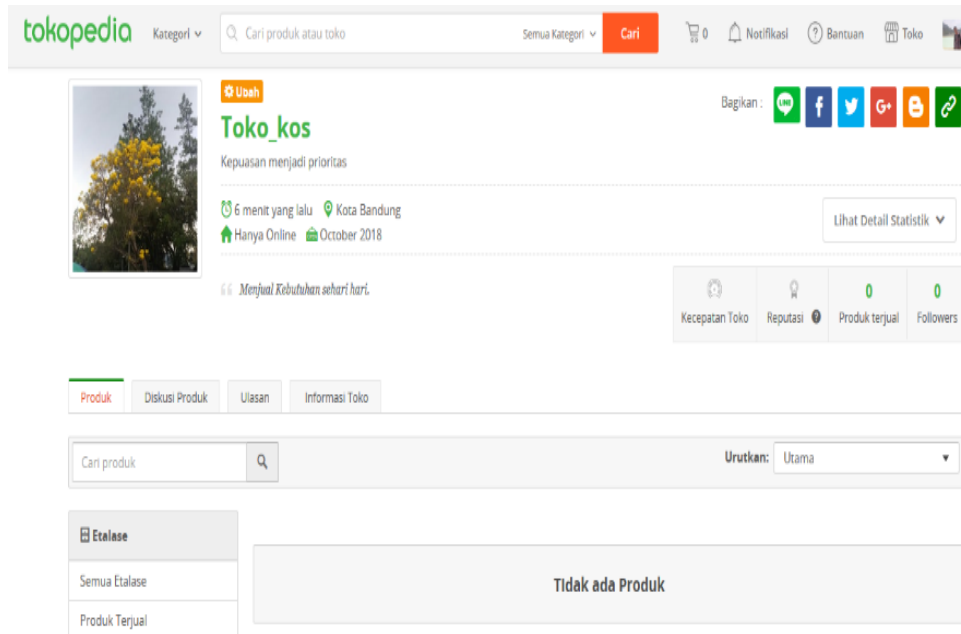 tokopedia Kategori Cari produk atau toko Semua Kategori Cari 0 Notifikasi ? Bantuan Toko
Ubah
Bagikan :
LINE f G+
Toko_kos
Kepuasan menjadi prioritas
6 menit yang lalu Kota Bandung
Hanya Online October 2018
Lihat Detail Statistik
Menjual Kebutuhan sehari hari.
0 0
Kecepatan Toko Reputasi ? Produk terjual Followers
Produk Diskusi Produk Ulasan Informasi Toko
Cari produk Urutkan: Utama
Etalase
Semua Etalase
TIdak ada Produk
Produk Terjual